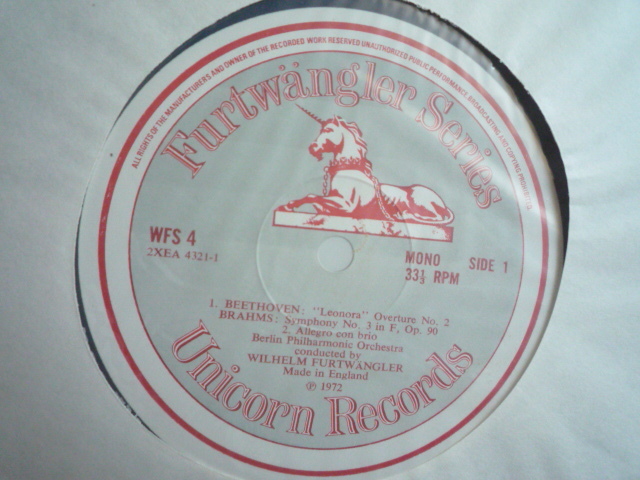 ALL RIGHTS OF THE MANUFACTURERS AND OWNER OF THE RECORDED WORK RESERVED UNAUTHORIZED PUBLIC PERFORMANCE BROADCASTING AND COPYING PROHIBITED
Furtwängler Series
WFS 4
2XEA 4321-1
MONO
33⅓ RPM
SIDE 1
1. BEETHOVEN: "Leonora" Overture No. 2
BRAHMS: Symphony No. 3 in F, Op. 90
2. Allegro con brio
Berlin Philharmonic Orchestra
conducted by
WILHELM FURTWÄNGLER
Made in England
℗ 1972
Unicorn Records